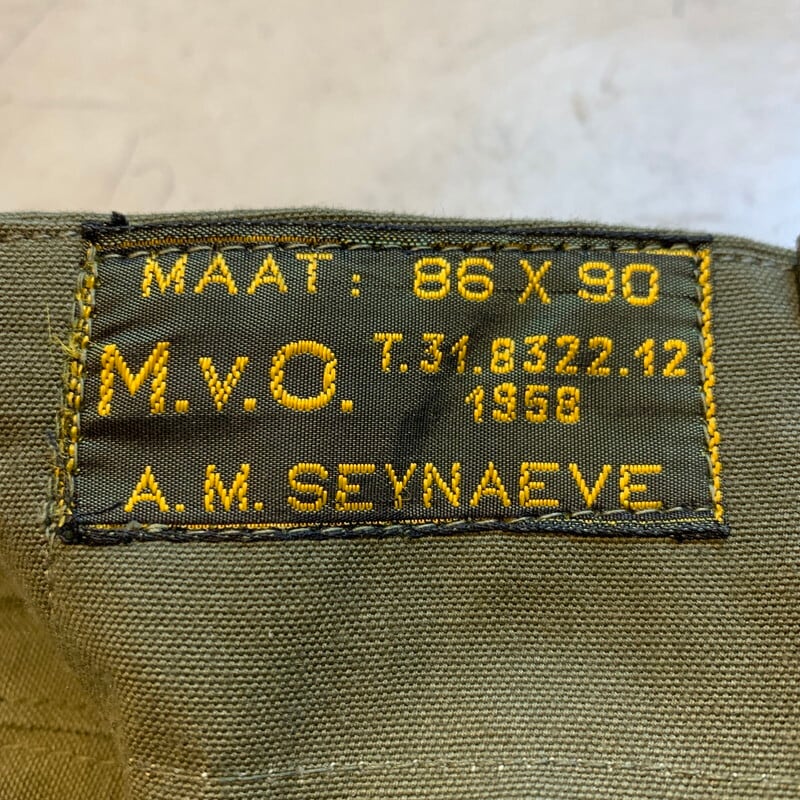 MAAT: 86 X 90
M.v.O. T.31.8322.12
1958
A.M. SEYNAEVE